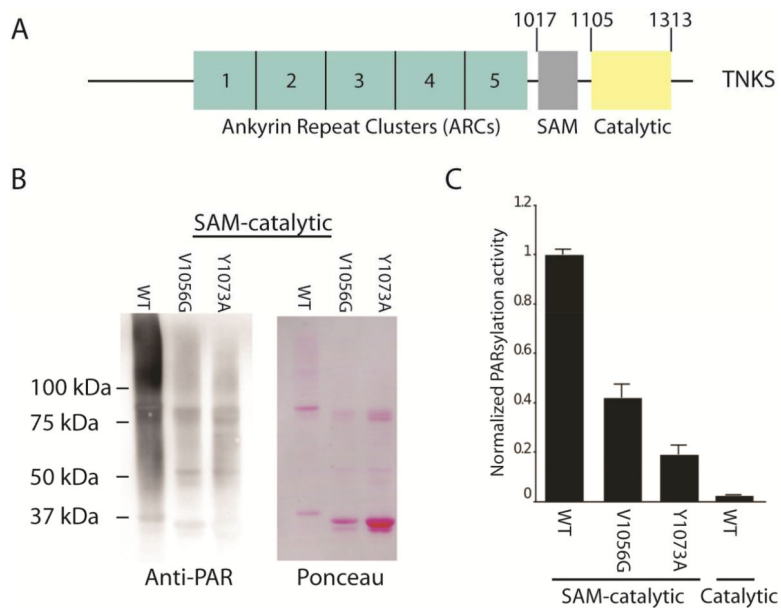 A
1017 1105 1313
1 2 3 4 5
TNKS
Ankyrin Repeat Clusters (ARCs) SAM Catalytic
B
SAM-catalytic
WT V1056G Y1073A WT V1056G Y1073A
100 kDa
75 kDa
50 kDa
37 kDa
Anti-PAR Ponceau
C
Normalized PARsylation activity
1.2
1
0.8
0.6
0.4
0.2
0
WT V1056G Y1073A WT
SAM-catalytic Catalytic